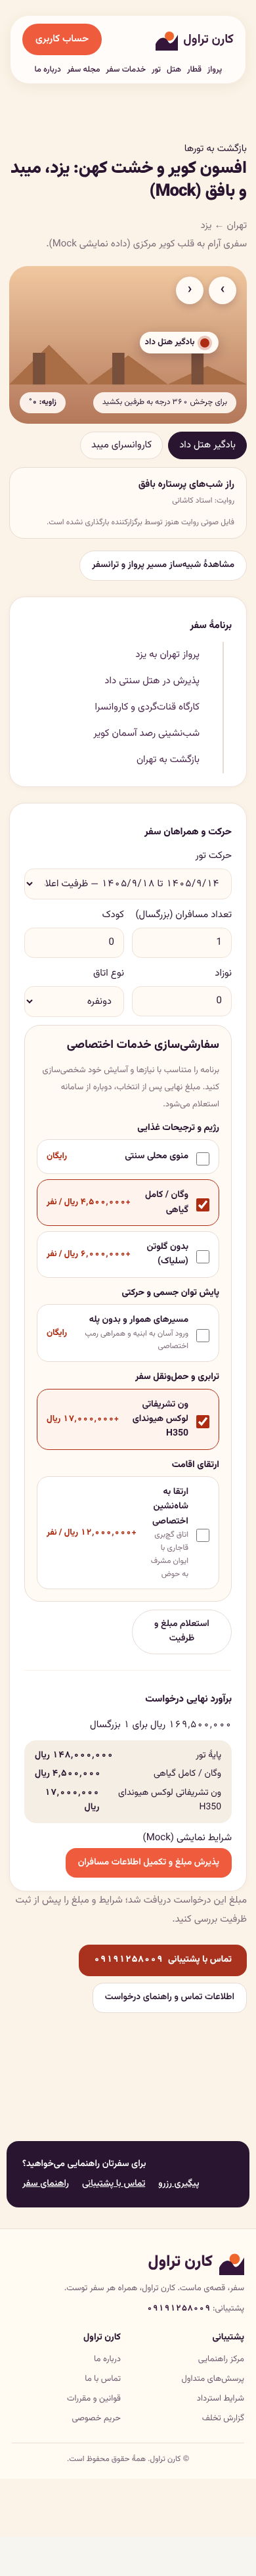 کارن تراول
حساب کاربری
پرواز قطار هتل تور خدمات سفر مجله سفر درباره ما
بازگشت به تورها
افسون کویر و خشت کهن: یزد، میبد
و بافق (Mock)
تهران ← یزد
سفری آرام به قلب کویر مرکزی (داده نمایشی Mock).
بادگیر هتل داد
برای چرخش ۳۶۰ درجه به طرفین بکشید
زاویه: ۰°
بادگیر هتل داد
کاروانسرای میبد
راز شب‌های پرستاره بافق
روایت: استاد کاشانی
فایل صوتی روایت هنوز توسط برگزارکننده بارگذاری نشده است.
مشاهدهٔ شبیه‌ساز مسیر پرواز و ترانسفر
برنامهٔ سفر
پرواز تهران به یزد
پذیرش در هتل سنتی داد
کارگاه قنات‌گردی و کاروانسرا
شب‌نشینی رصد آسمان کویر
بازگشت به تهران
حرکت و همراهان سفر
حرکت تور
۱۴۰۵/۹/۱۴ تا ۱۴۰۵/۹/۱۸ — ظرفیت اعلا
تعداد مسافران (بزرگسال)
کودک
1
0
نوزاد
نوع اتاق
0
دونفره
سفارشی‌سازی خدمات اختصاصی
برنامه را متناسب با نیازها و آسایش خود شخصی‌سازی
کنید. مبلغ نهایی پس از انتخاب، دوباره از سامانه
استعلام می‌شود.
رژیم و ترجیحات غذایی
منوی محلی سنتی
رایگان
وگان / کامل
گیاهی
+۴,۵۰۰,۰۰۰ ریال / نفر
بدون گلوتن
(سلیاک)
+۶,۰۰۰,۰۰۰ ریال / نفر
پایش توان جسمی و حرکتی
مسیرهای هموار و بدون پله
ورود آسان به ابنیه و همراهی رمپ
اختصاصی
رایگان
ترابری و حمل‌ونقل سفر
ون تشریفاتی
لوکس هیوندای
H350
+۱۷,۰۰۰,۰۰۰ ریال
ارتقای اقامت
ارتقا به
شاه‌نشین
اختصاصی
اتاق گچ‌بری
قاجاری با
ایوان مشرف
به حوض
+۱۲,۰۰۰,۰۰۰ ریال / نفر
استعلام مبلغ و
ظرفیت
برآورد نهایی درخواست
۱۶۹,۵۰۰,۰۰۰ ریال برای ۱ بزرگسال
پایهٔ تور
۱۴۸,۰۰۰,۰۰۰ ریال
وگان / کامل گیاهی
۴,۵۰۰,۰۰۰ ریال
ون تشریفاتی لوکس هیوندای
H350
۱۷,۰۰۰,۰۰۰
ریال
شرایط نمایشی (Mock)
پذیرش مبلغ و تکمیل اطلاعات مسافران
مبلغ این درخواست دریافت شد؛ شرایط و مبلغ را پیش از ثبت
ظرفیت بررسی کنید.
تماس با پشتیبانی ۰۹۱۹۱۲۵۸۰۰۹
اطلاعات تماس و راهنمای درخواست
برای سفرتان راهنمایی می‌خواهید؟
پیگیری رزرو
تماس با پشتیبانی
راهنمای سفر
کارن تراول
سفر، قصه‌ی ماست. کارن تراول، همراه هر سفر توست.
پشتیبانی: ۰۹۱۹۱۲۵۸۰۰۹
پشتیبانی
مرکز راهنمایی
پرسش‌های متداول
شرایط استرداد
گزارش تخلف
کارن تراول
درباره ما
تماس با ما
قوانین و مقررات
حریم خصوصی
© کارن تراول. همهٔ حقوق محفوظ است.